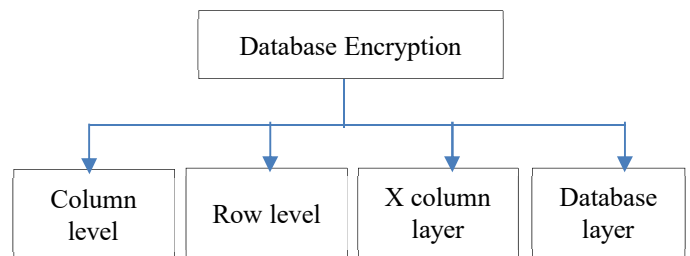 Database Encryption
Column
level
Row level
X column
layer
Database
layer